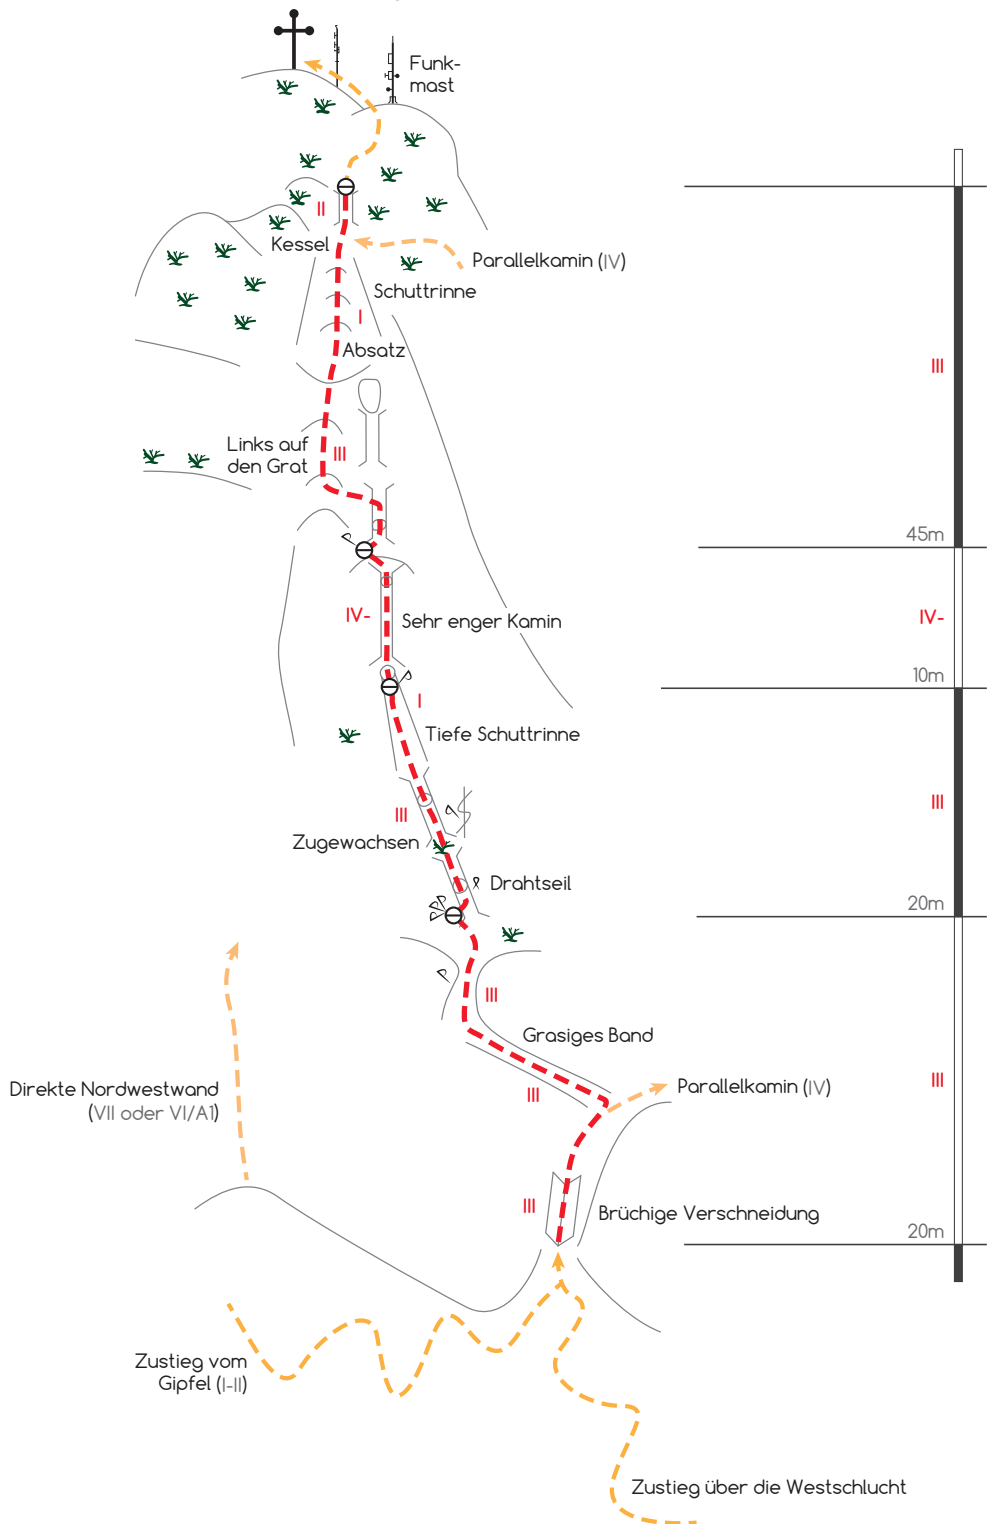 Funk-
mast
II
Kessel
Parallelkamin (IV)
Schuttrinne
I
Absatz
III
Links auf
den Grat
III
45m
IV-
Sehr enger Kamin
IV-
10m
I
Tiefe Schuttrinne
III
III
Zugewachsen
Drahtseil
20m
III
Grasiges Band
III
III
Direkte Nordwestwand
(VII oder VI/A1)
Parallelkamin (IV)
III
Brüchige Verschneidung
20m
Zustieg vom
Gipfel (I-II)
Zustieg über die Westschlucht